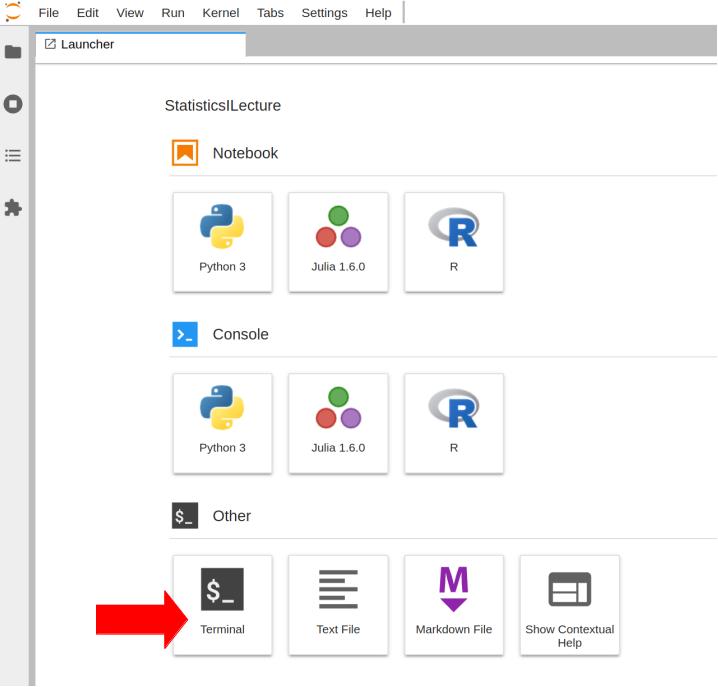 File Edit View Run Kernel Tabs Settings Help
Launcher
StatisticsILecture
Notebook
Python 3 Julia 1.6.0 R
R
>_ Console
Python 3 Julia 1.6.0 R
R
$_ Other
$_ M
Terminal Text File Markdown File Show Contextual
Help